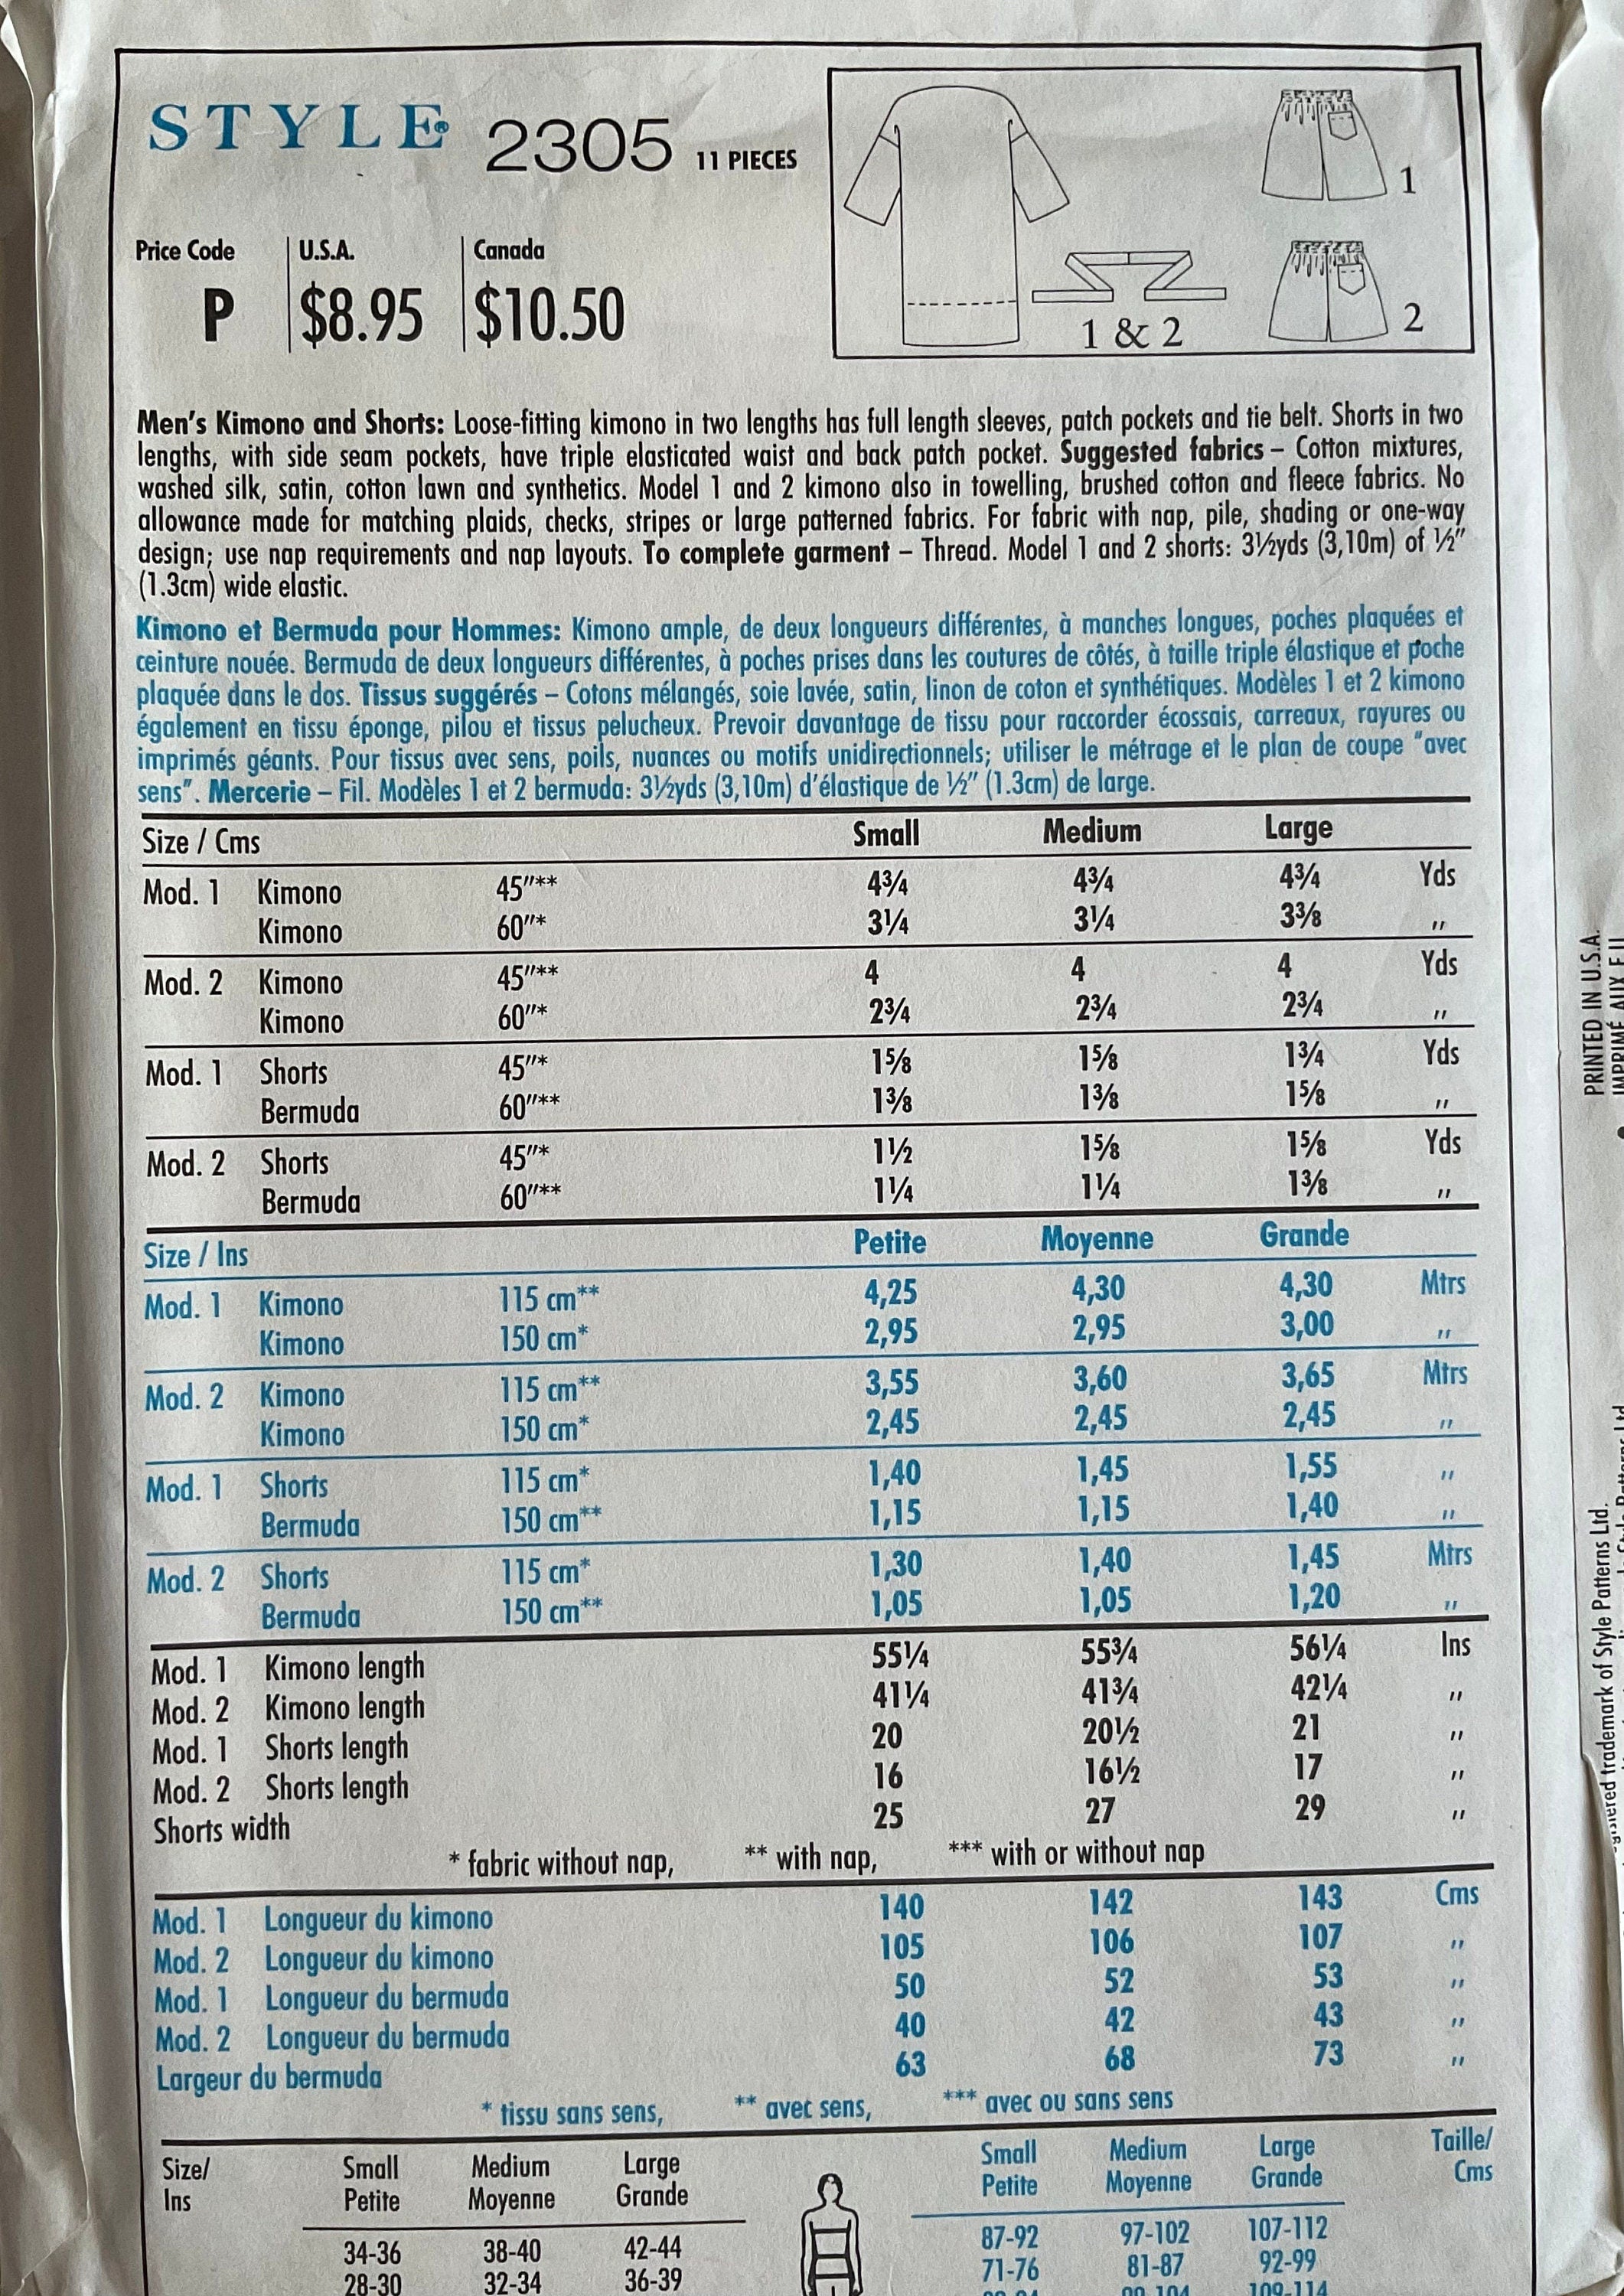 STYLE® 2305 11 PIECES
1
2
1 & 2
Price Code U.S.A. Canada
P $8.95 $10.50
Men's Kimono and Shorts: Loose-fitting kimono in two lengths has full length sleeves, patch pockets and tie belt. Shorts in two
lengths, with side seam pockets, have triple elasticated waist and back patch pocket. Suggested fabrics – Cotton mixtures,
washed silk, satin, cotton lawn and synthetics. Model 1 and 2 kimono also in towelling, brushed cotton and fleece fabrics. No
allowance made for matching plaids, checks, stripes or large patterned fabrics. For fabric with nap, pile, shading or one-way
design; use nap requirements and nap layouts. To complete garment – Thread. Model 1 and 2 shorts: 3½yds (3,10m) of ½"
(1.3cm) wide elastic.
Kimono et Bermuda pour Hommes: Kimono ample, de deux longueurs différentes, à manches longues, poches plaquées et
ceinture nouée. Bermuda de deux longueurs différentes, à poches prises dans les coutures de côtés, à taille triple élastique et poche
plaquée dans le dos. Tissus suggérés – Cotons mélangés, soie lavée, satin, linon de coton et synthétiques. Modèles 1 et 2 kimono
également en tissu éponge, pilou et tissus pelucheux. Prevoir davantage de tissu pour raccorder écossais, carreaux, rayures ou
imprimés géants. Pour tissus avec sens, poils, nuances ou motifs unidirectionnels; utiliser le métrage et le plan de coupe "avec
sens". Mercerie – Fil. Modèles 1 et 2 bermuda: 3½yds (3,10m) d'élastique de ½" (1.3cm) de large.
Size / Cms Small Medium Large
Mod. 1 Kimono 45"** 4¾ 4¾ 4¾ Yds
Kimono 60"* 3¼ 3¼ 3⅜ "
Mod. 2 Kimono 45"** 4 4 4 Yds
Kimono 60"* 2¾ 2¾ 2¾ "
Mod. 1 Shorts 45"* 1⅝ 1⅝ 1¾ Yds
Bermuda 60"** 1⅜ 1⅜ 1⅝ "
Mod. 2 Shorts 45"* 1½ 1⅝ 1⅝ Yds
Bermuda 60"** 1¼ 1¼ 1⅜ "
Size / Ins Petite Moyenne Grande
Mod. 1 Kimono 115 cm** 4,25 4,30 4,30 Mtrs
Kimono 150 cm* 2,95 2,95 3,00 "
Mod. 2 Kimono 115 cm** 3,55 3,60 3,65 Mtrs
Kimono 150 cm* 2,45 2,45 2,45 "
Mod. 1 Shorts 115 cm* 1,40 1,45 1,55 "
Bermuda 150 cm** 1,15 1,15 1,40 "
Mod. 2 Shorts 115 cm* 1,30 1,40 1,45 Mtrs
Bermuda 150 cm** 1,05 1,05 1,20 "
Mod. 1 Kimono length 55¼ 55¾ 56¼ Ins
Mod. 2 Kimono length 41¼ 41¾ 42¼ "
Mod. 1 Shorts length 20 20½ 21 "
Mod. 2 Shorts length 16 16½ 17 "
Shorts width 25 27 29 "
* fabric without nap, ** with nap, *** with or without nap
Mod. 1 Longueur du kimono 140 142 143 Cms
Mod. 2 Longueur du kimono 105 106 107 "
Mod. 1 Longueur du bermuda 50 52 53 "
Mod. 2 Longueur du bermuda 40 42 43 "
Largeur du bermuda 63 68 73 "
* tissu sans sens, ** avec sens, *** avec ou sans sens
Size/ Small Medium Large Small Medium Large Taille/
Ins Petite Moyenne Grande Petite Moyenne Grande Cms
34-36 38-40 42-44 87-92 97-102 107-112
28-30 32-34 36-39 71-76 81-87 92-99
99-104 109-114
PRINTED IN U.S.A.
trademark of Style Patterns Ltd.